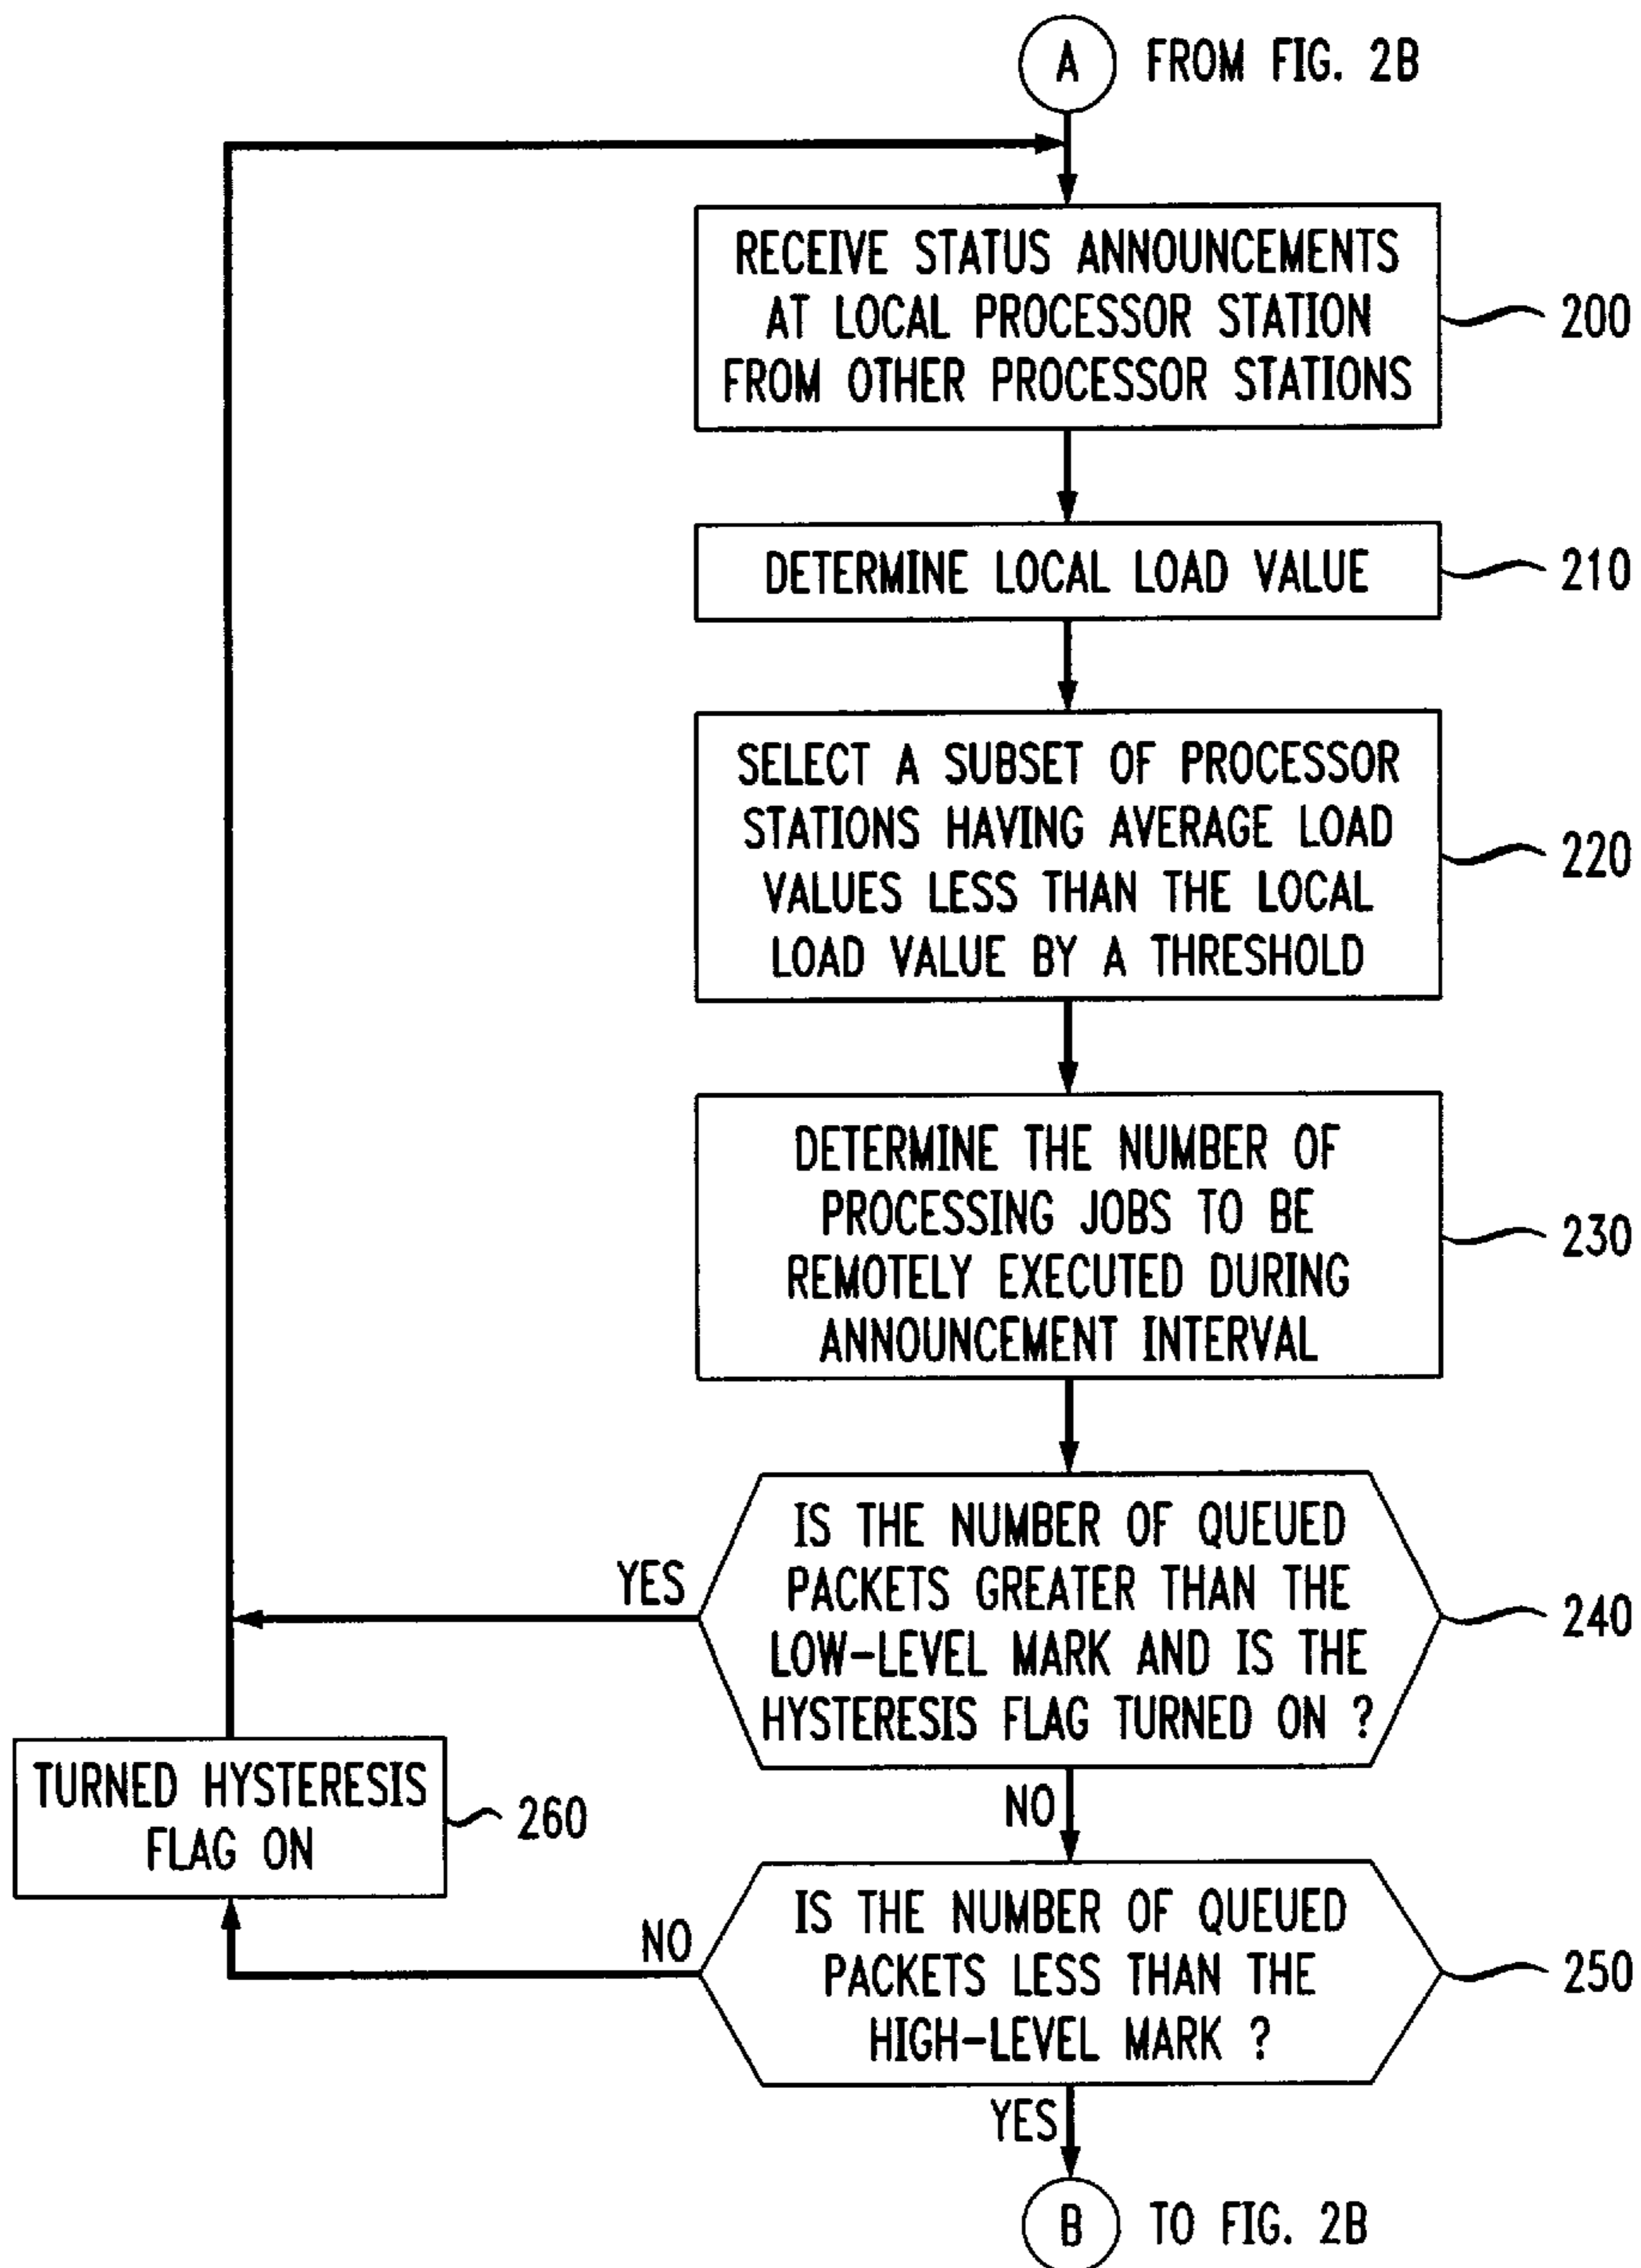 A FROM FIG. 2B
RECEIVE STATUS ANNOUNCEMENTS
AT LOCAL PROCESSOR STATION
FROM OTHER PROCESSOR STATIONS
200
DETERMINE LOCAL LOAD VALUE
210
SELECT A SUBSET OF PROCESSOR
STATIONS HAVING AVERAGE LOAD
VALUES LESS THAN THE LOCAL
LOAD VALUE BY A THRESHOLD
220
DETERMINE THE NUMBER OF
PROCESSING JOBS TO BE
REMOTELY EXECUTED DURING
ANNOUNCEMENT INTERVAL
230
IS THE NUMBER OF QUEUED
PACKETS GREATER THAN THE
LOW-LEVEL MARK AND IS THE
HYSTERESIS FLAG TURNED ON ?
240
YES
NO
TURNED HYSTERESIS
FLAG ON
260
IS THE NUMBER OF QUEUED
PACKETS LESS THAN THE
HIGH-LEVEL MARK ?
250
NO
YES
B TO FIG. 2B